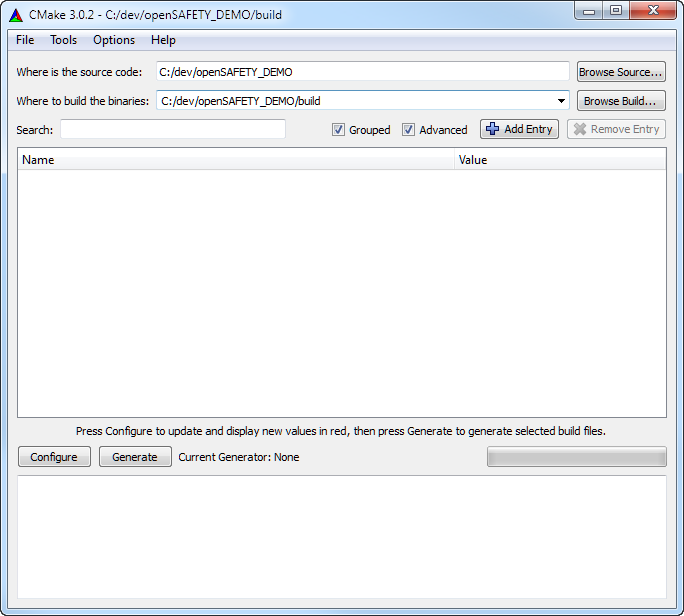 CMake 3.0.2 - C:/dev/openSAFETY_DEMO/build
File Tools Options Help
Where is the source code: C:/dev/openSAFETY_DEMO Browse Source...
Where to build the binaries: C:/dev/openSAFETY_DEMO/build Browse Build...
Search: Grouped Advanced Add Entry Remove Entry
Name Value
Press Configure to update and display new values in red, then press Generate to generate selected build files.
Configure Generate Current Generator: None